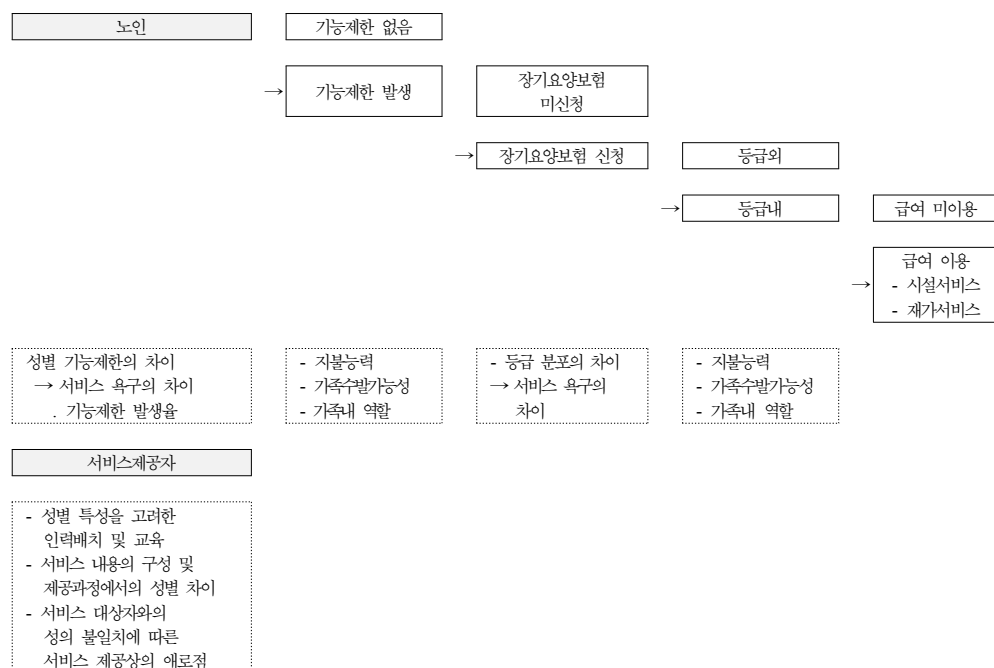 노인
기능제한 없음
→ 기능제한 발생
장기요양보험
미신청
→ 장기요양보험 신청
등급외
→ 등급내
급여 미이용
→ 급여 이용
- 시설서비스
- 재가서비스
성별 기능제한의 차이
→ 서비스 욕구의 차이
. 기능제한 발생율
- 지불능력
- 가족수발가능성
- 가족내 역할
- 등급 분포의 차이
→ 서비스 욕구의
차이
- 지불능력
- 가족수발가능성
- 가족내 역할
서비스제공자
- 성별 특성을 고려한
인력배치 및 교육
- 서비스 내용의 구성 및
제공과정에서의 성별 차이
- 서비스 대상자와의
성의 불일치에 따른
서비스 제공상의 애로점